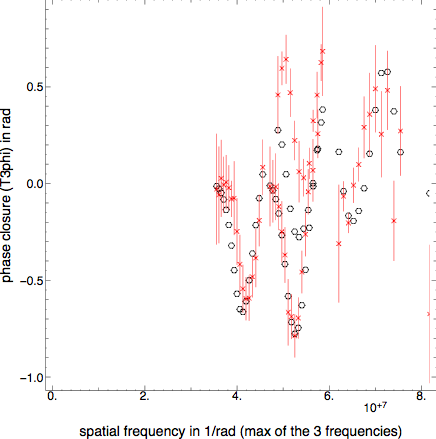 phase closure (T3phi) in rad
0.5
0.0
−0.5
−1.0
0. 2. 4. 6. 8.
10+7
spatial frequency in 1/rad (max of the 3 frequencies)